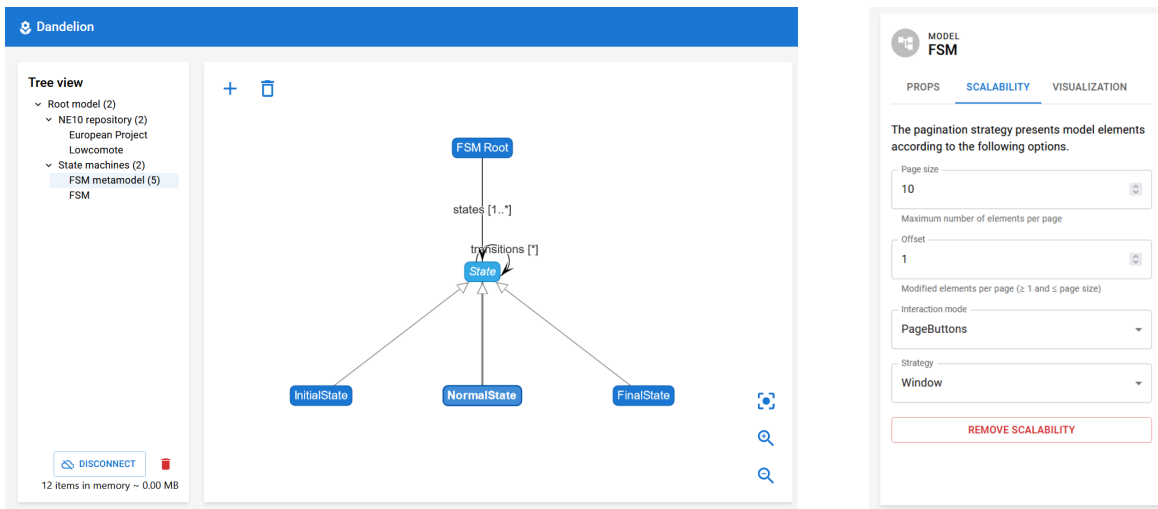 Dandelion
Tree view
Root model (2)
NE10 repository (2)
European Project
Lowcomote
State machines (2)
FSM metamodel (5)
FSM
DISCONNECT
12 items in memory ~ 0.00 MB
FSM Root
states [1..*]
transitions [*]
State
InitialState
NormalState
FinalState
MODEL
FSM
PROPS SCALABILITY VISUALIZATION
The pagination strategy presents model elements
according to the following options.
Page size
10
Maximum number of elements per page
Offset
1
Modified elements per page (≥ 1 and ≤ page size)
Interaction mode
PageButtons
Strategy
Window
REMOVE SCALABILITY